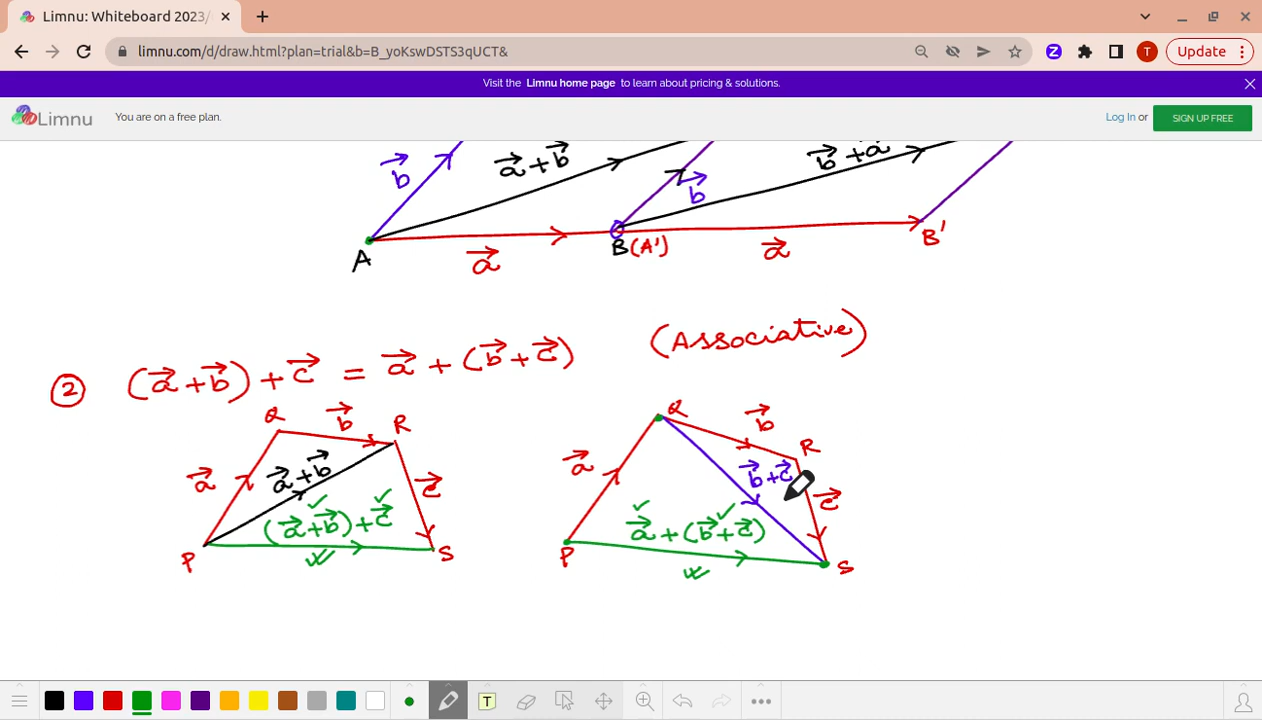 Limnu: Whiteboard 2023/
limnu.com/d/draw.html?plan=trial&b=B_yoKswDSTS3qUCT&
Z
T
Update
Visit the Limnu home page to learn about pricing & solutions.
Limnu
You are on a free plan.
Log In or
SIGN UP FREE
b⃗
a⃗ + b⃗
b⃗
b⃗ + a⃗
A
a⃗
B (A')
a⃗
B'
② (a⃗ + b⃗) + c⃗ = a⃗ + (b⃗ + c⃗)
(Associative)
Q
b⃗
R
a⃗
a⃗ + b⃗
c⃗
(a⃗ + b⃗) + c⃗
P
S
Q
b⃗
R
a⃗
b⃗ + c⃗
c⃗
a⃗ + (b⃗ + c⃗)
P
S
T